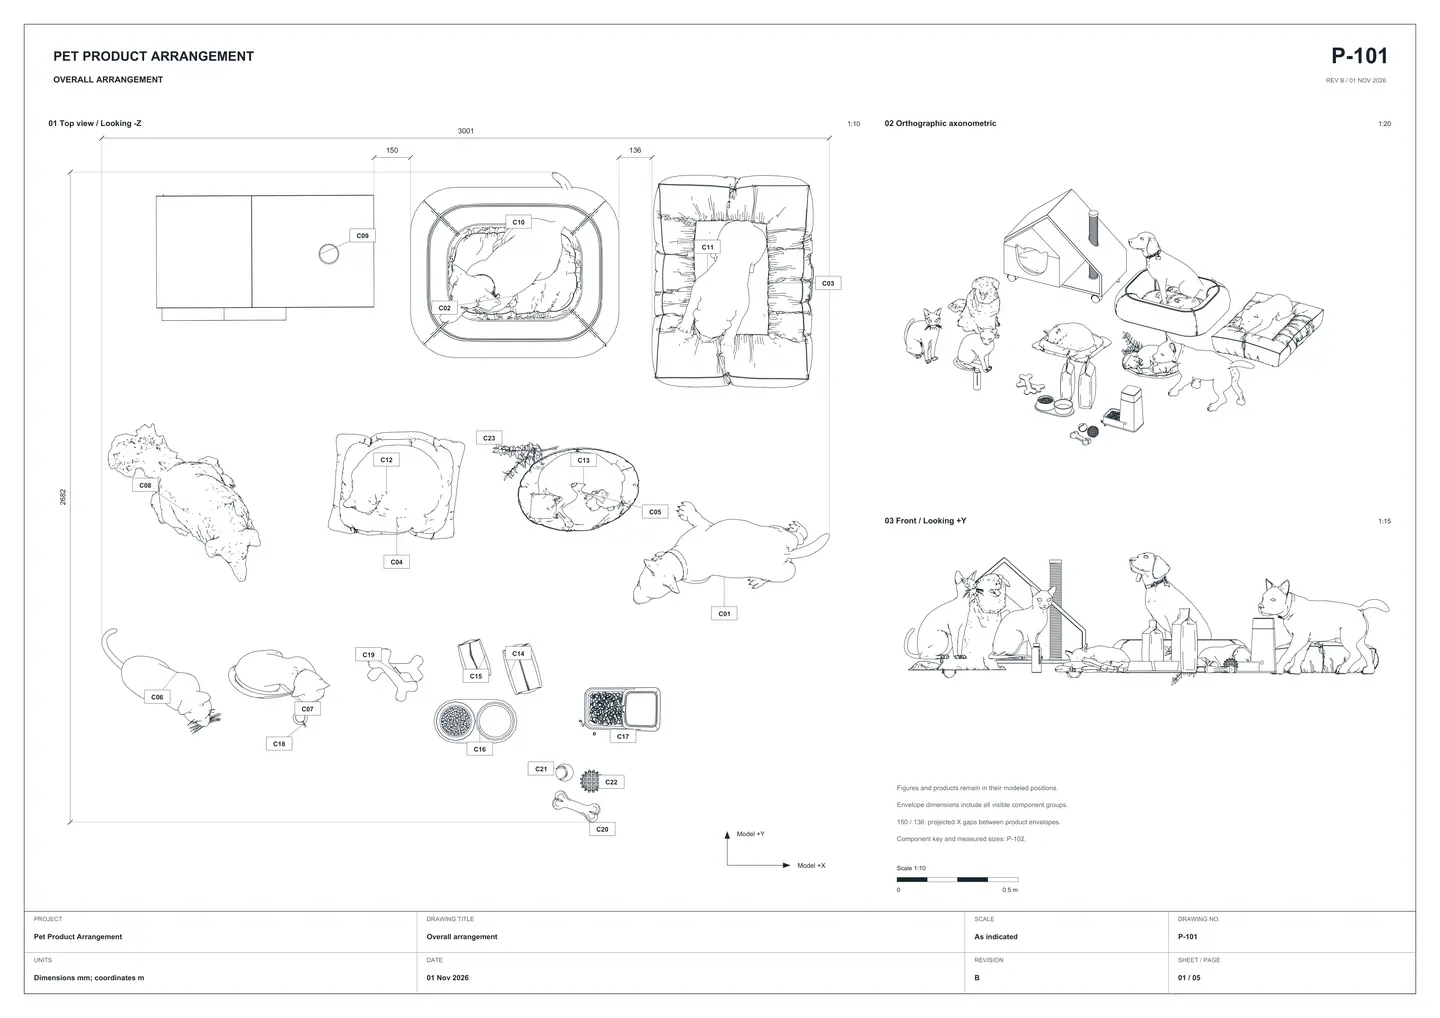 PET PRODUCT ARRANGEMENT
P-101
OVERALL ARRANGEMENT
REV B / 01 NOV 2026
01 Top view / Looking -Z
1:10
02 Orthographic axonometric
1:20
3001
150
136
C09
C10
C11
C02
C03
2682
C23
C12
C13
C08
C05
C04
C01
03 Front / Looking +Y
1:15
C19
C14
C15
C06
C07
C18
C16
C17
C21
C22
C20
Model +Y
Model +X
Figures and products remain in their modeled positions.
Envelope dimensions include all visible component groups.
150 / 136: projected X gaps between product envelopes.
Component key and measured sizes: P-102.
Scale 1:10
0
0.5 m
PROJECT
DRAWING TITLE
SCALE
DRAWING NO.
Pet Product Arrangement
Overall arrangement
As indicated
P-101
UNITS
DATE
REVISION
SHEET / PAGE
Dimensions mm; coordinates m
01 Nov 2026
B
01 / 05